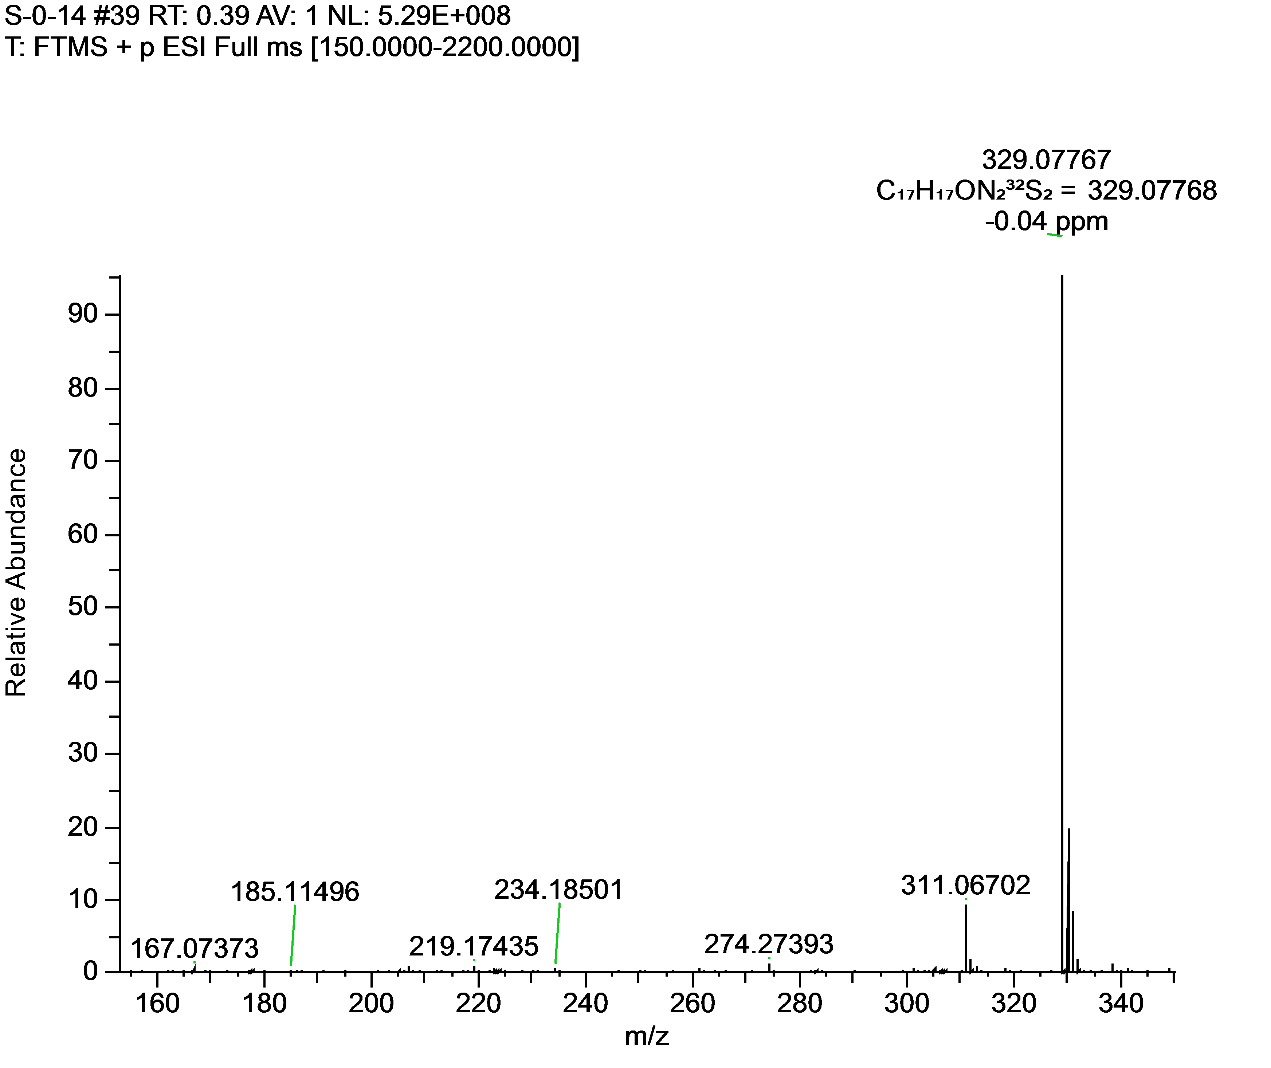 S-0-14 #39 RT: 0.39 AV: 1 NL: 5.29E+008
T: FTMS + p ESI Full ms [150.0000-2200.0000]
329.07767
C₁₇H₁₇ON₂³²S₂ = 329.07768
-0.04 ppm
90
80
70
60
50
40
30
20
10
0
Relative Abundance
185.11496
234.18501
311.06702
167.07373
219.17435
274.27393
160 180 200 220 240 260 280 300 320 340
m/z